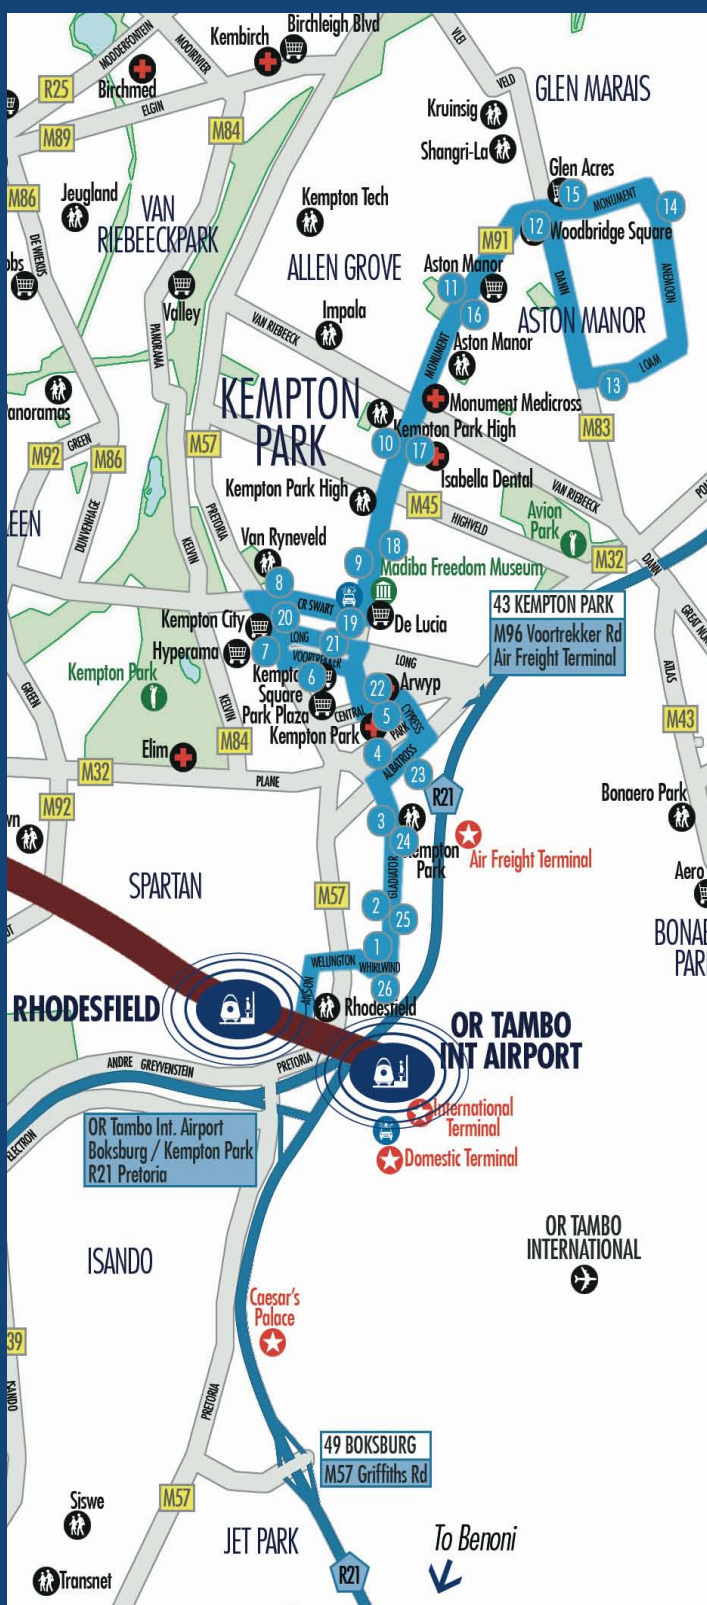 Birchleigh Blvd
Kembirch
MODDERFONTEIN
MOOIRIVIER
VLEI
VELD
GLEN MARAIS
R25
Birchmed
ELGIN
Kruinsig
M89
M84
Shangri-La
Glen Acres
M86
Jeugland
VAN
RIEBEECKPARK
Kempton Tech
15
MONUMENT
14
12
Woodbridge Square
M91
DE WIEKUS
ALLEN GROVE
Aston Manor
DANN
ANEMOON
11
Valley
Impala
16
ASTON MANOR
VAN RIEBEECK
PANORAMA
MONUMENT
Aston Manor
LOAM
13
KEMPTON
PARK
Monument Medicross
M83
Kempton Park High
GREEN
M92
M86
M57
10
17
Isabella Dental
VAN RIEBEECK
Kempton Park High
M45
HIGHVELD
Avion
Park
DUNVENHAGE
PRETORIA
KELVIN
Van Ryneveld
18
9
M32
DANN
Madiba Freedom Museum
8
CR SWART
43 KEMPTON PARK
M96 Voortrekker Rd
Air Freight Terminal
Kempton City
20
19
De Lucia
LONG
21
Hyperama
7
VOORTREKKER
LONG
ATLAS
Kempton Park
6
Square
Park Plaza
22
Arwyp
GREEN
KELVIN
CENTRAL
5
CYPRESS
PARK
M43
Kempton Park
M84
Elim
4
ALBATROSS
M32
PLANE
23
R21
M92
Bonaero Park
3
24
Park
Air Freight Terminal
Aero
SPARTAN
GLADIATOR
M57
2
25
1
WELLINGTON
WHIRLWIND
ANSON
26
RHODESFIELD
Rhodesfield
OR TAMBO
INT AIRPORT
ANDRE GREYVENSTEIN
PRETORIA
ELECTRON
OR Tambo Int. Airport
Boksburg / Kempton Park
R21 Pretoria
International
Terminal
Domestic Terminal
OR TAMBO
INTERNATIONAL
ISANDO
Caesar's
Palace
39
ISANDO
PRETORIA
49 BOKSBURG
M57 Griffiths Rd
M57
Siswe
JET PARK
To Benoni
Transnet
R21